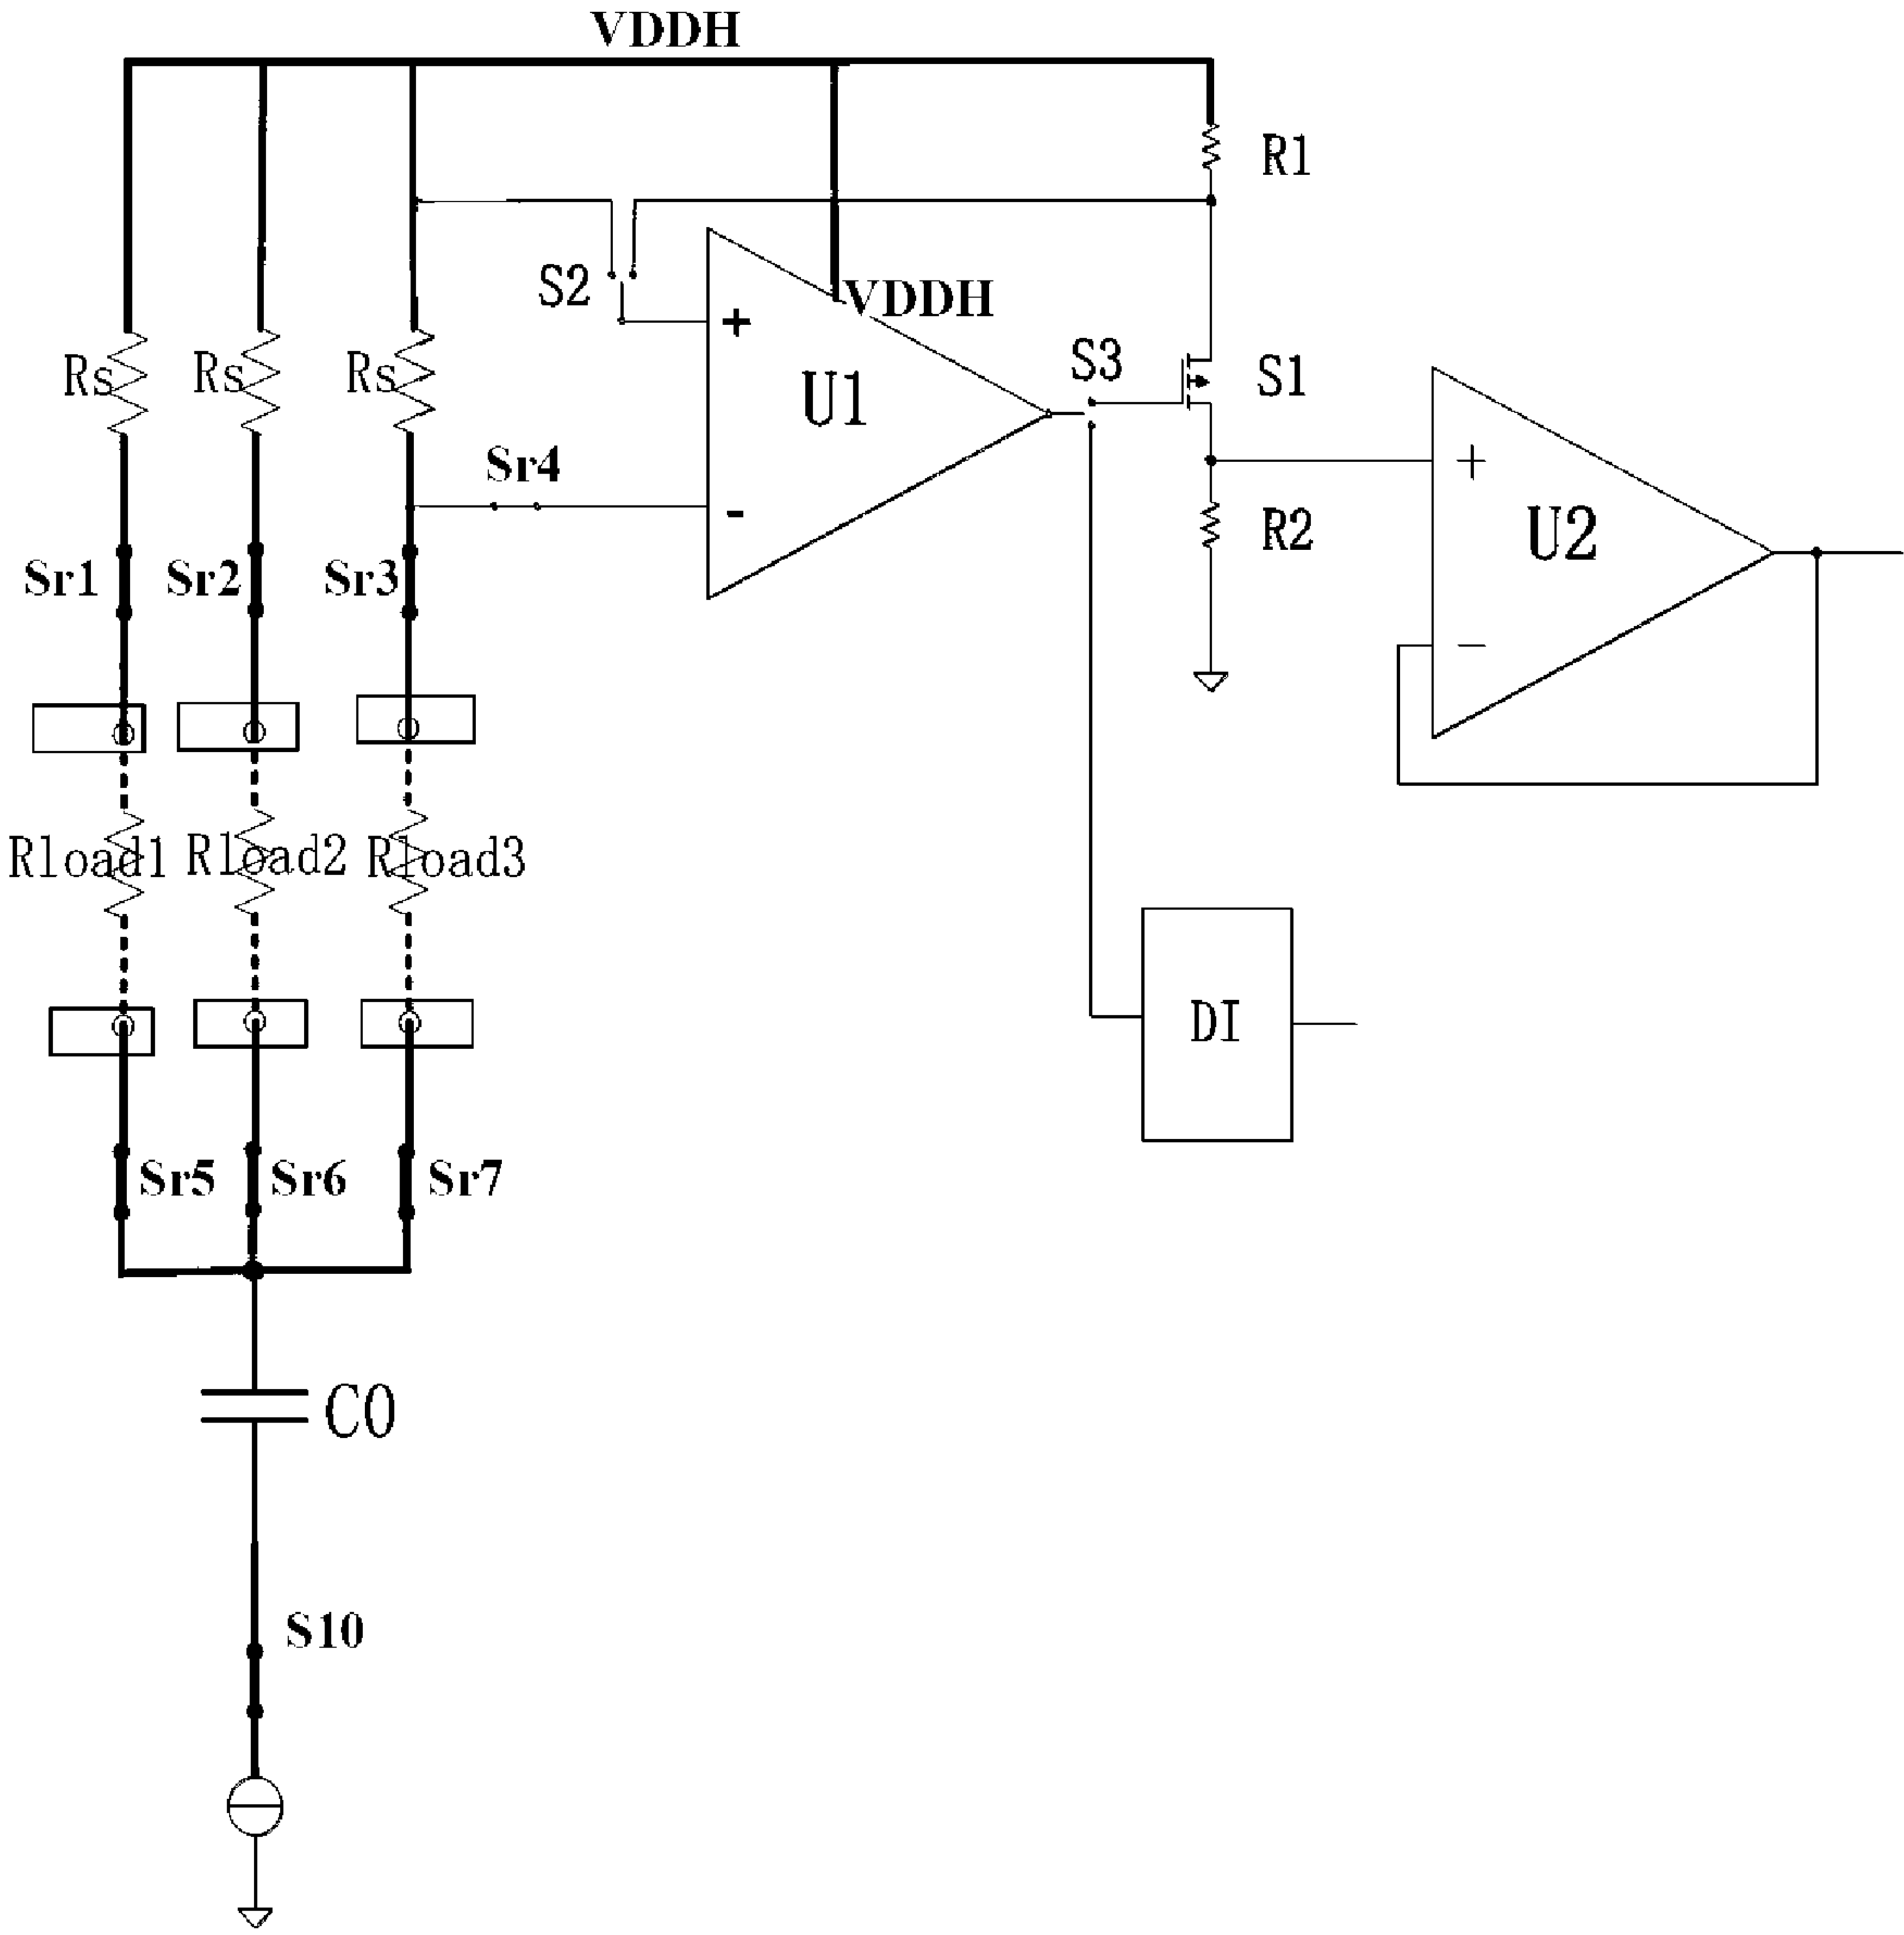 VDDH
R1
S2
+
VDDH
Rs
Rs
Rs
U1
S3
S1
Sr4
-
+
R2
U2
Sr1
Sr2
Sr3
−
Rload1
Rload2
Rload3
DI
Sr5
Sr6
Sr7
C0
S10